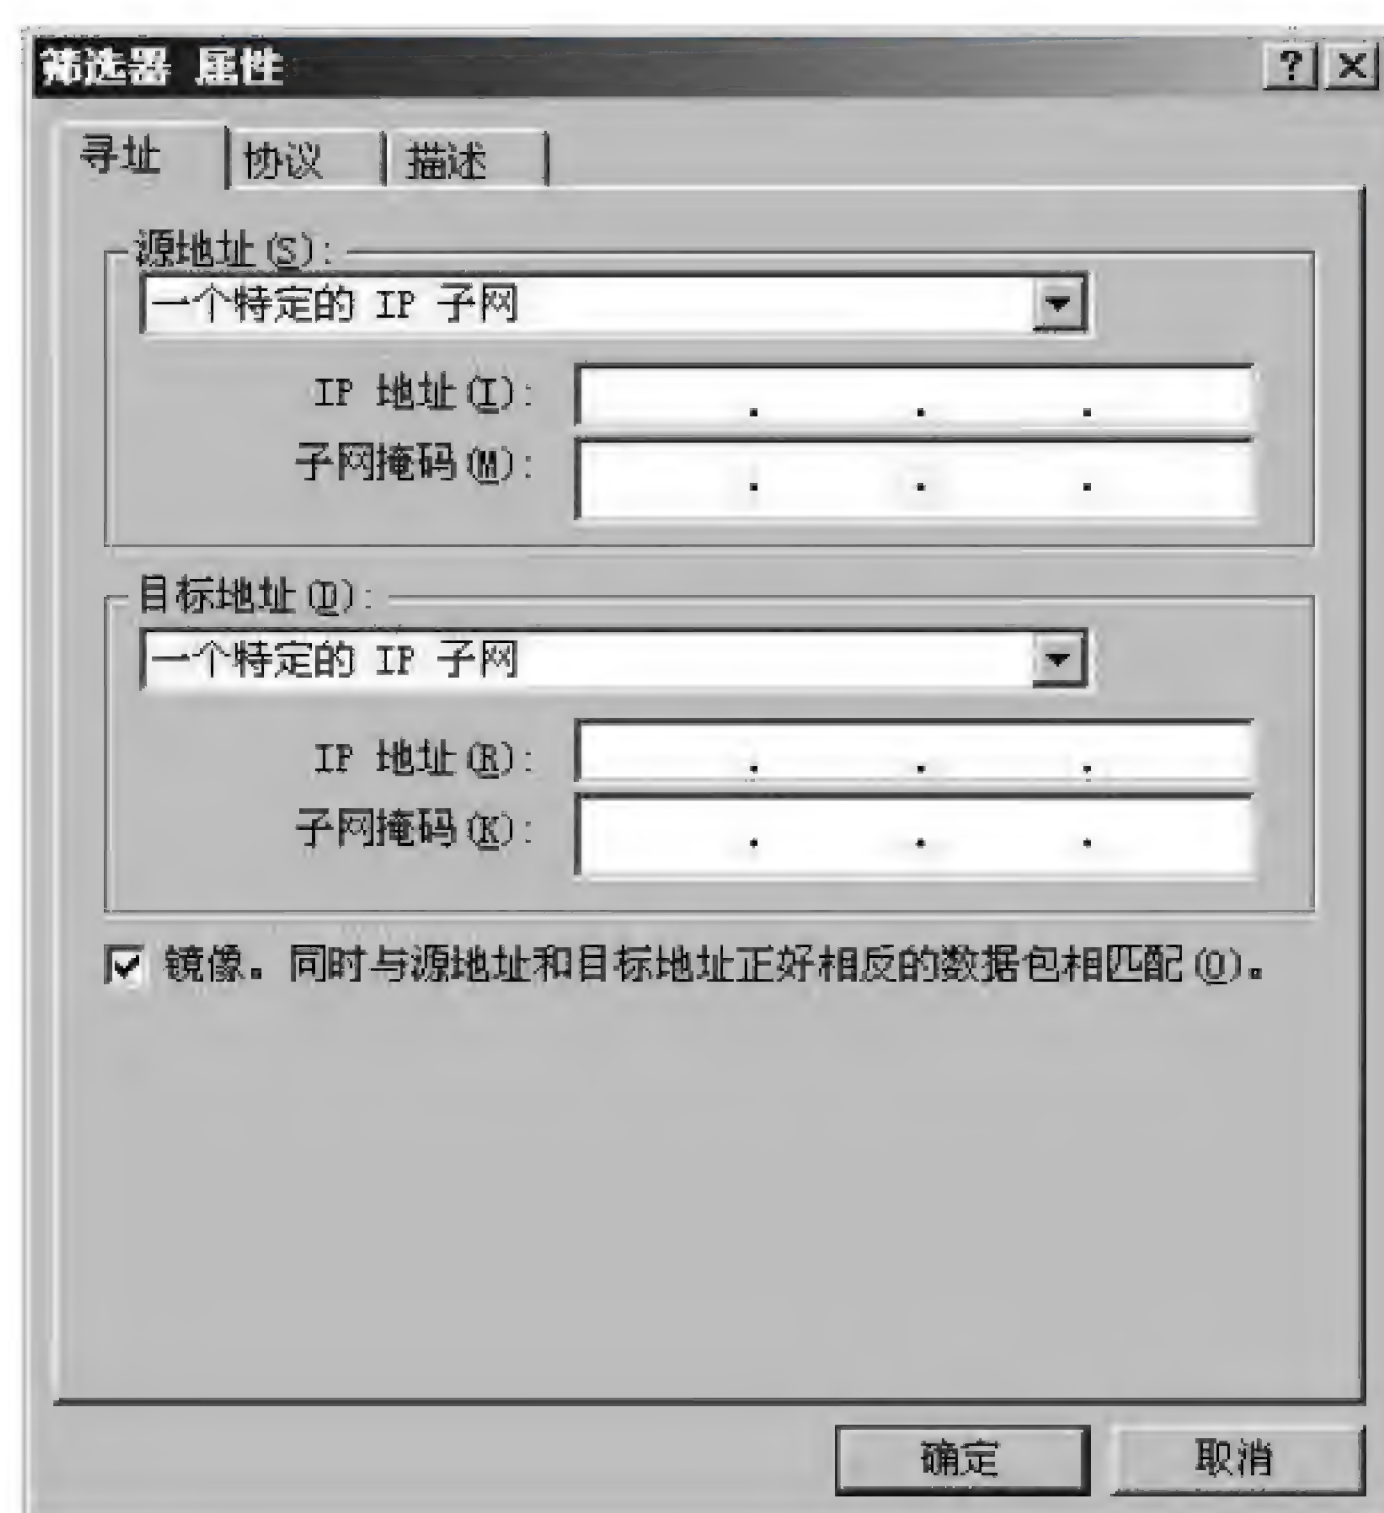 筛选器 属性
寻址 协议 描述
源地址(S):
一个特定的 IP 子网
IP 地址(I):
. . .
子网掩码(M):
. . .
目标地址(D):
一个特定的 IP 子网
IP 地址(R):
. . .
子网掩码(K):
. . .
镜像。同时与源地址和目标地址正好相反的数据包相匹配(O)。
确定 取消